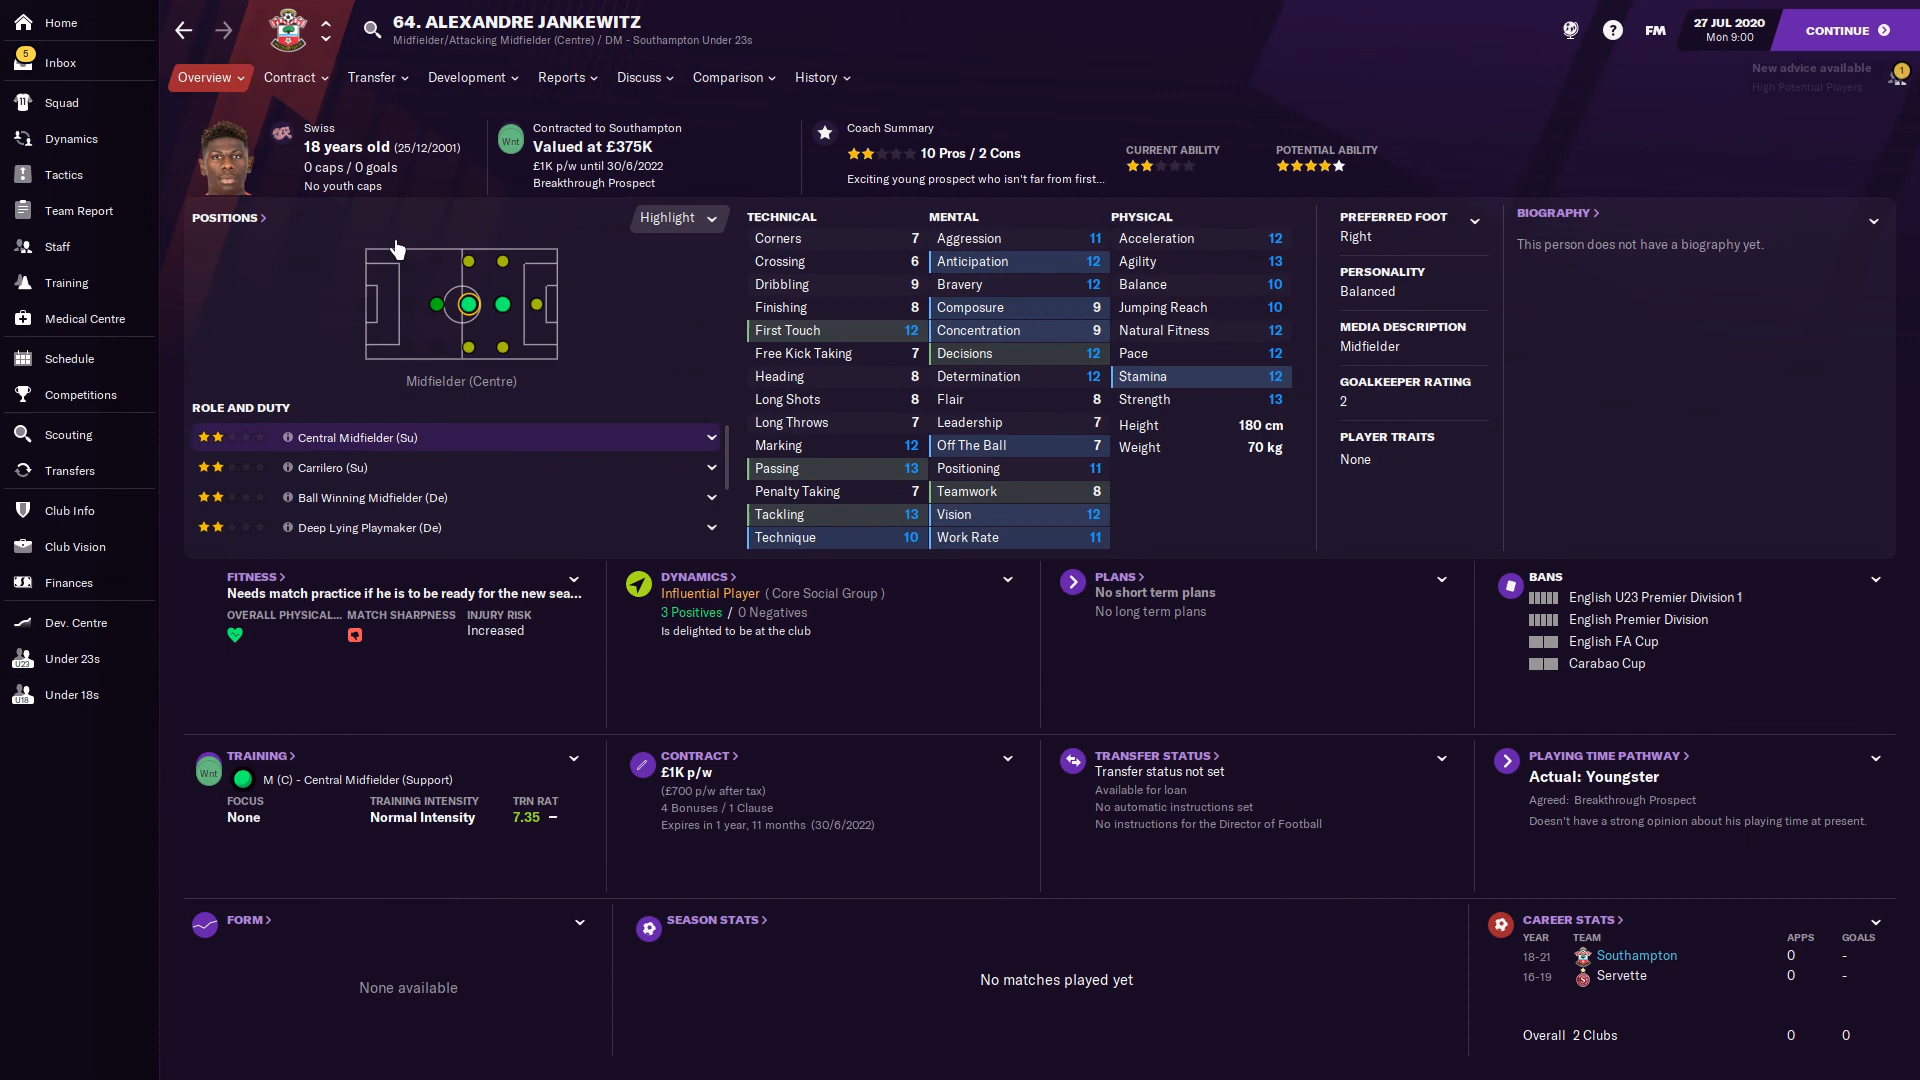 Home
5
Inbox
Squad
Dynamics
Tactics
Team Report
Staff
Training
Medical Centre
Schedule
Competitions
Scouting
Transfers
Club Info
Club Vision
Finances
Dev. Centre
U23
Under 23s
U18
Under 18s
64. ALEXANDRE JANKEWITZ
Midfielder/Attacking Midfielder (Centre) / DM - Southampton Under 23s
? FM
27 JUL 2020
Mon 9:00
CONTINUE
Overview Contract Transfer Development Reports Discuss Comparison History
New advice available 1
High Potential Players
Swiss
18 years old (25/12/2001)
0 caps / 0 goals
No youth caps
Wnt
Contracted to Southampton
Valued at £375K
£1K p/w until 30/6/2022
Breakthrough Prospect
Coach Summary
10 Pros / 2 Cons
Exciting young prospect who isn't far from first...
CURRENT ABILITY
POTENTIAL ABILITY
POSITIONS
Highlight
Midfielder (Centre)
ROLE AND DUTY
Central Midfielder (Su)
Carrilero (Su)
Ball Winning Midfielder (De)
Deep Lying Playmaker (De)
TECHNICAL
Corners 7
Crossing 6
Dribbling 9
Finishing 8
First Touch 12
Free Kick Taking 7
Heading 8
Long Shots 8
Long Throws 7
Marking 12
Passing 13
Penalty Taking 7
Tackling 13
Technique 10
MENTAL
Aggression 11
Anticipation 12
Bravery 12
Composure 9
Concentration 9
Decisions 12
Determination 12
Flair 8
Leadership 7
Off The Ball 7
Positioning 11
Teamwork 8
Vision 12
Work Rate 11
PHYSICAL
Acceleration 12
Agility 13
Balance 10
Jumping Reach 10
Natural Fitness 12
Pace 12
Stamina 12
Strength 13
Height 180 cm
Weight 70 kg
PREFERRED FOOT
Right
PERSONALITY
Balanced
MEDIA DESCRIPTION
Midfielder
GOALKEEPER RATING
2
PLAYER TRAITS
None
BIOGRAPHY
This person does not have a biography yet.
FITNESS
Needs match practice if he is to be ready for the new sea...
OVERALL PHYSICAL... MATCH SHARPNESS INJURY RISK
Increased
DYNAMICS
Influential Player ( Core Social Group )
3 Positives / 0 Negatives
Is delighted to be at the club
PLANS
No short term plans
No long term plans
BANS
English U23 Premier Division 1
English Premier Division
English FA Cup
Carabao Cup
TRAINING
Wnt
M (C) - Central Midfielder (Support)
FOCUS TRAINING INTENSITY TRN RAT
None Normal Intensity 7.35 –
CONTRACT
£1K p/w
(£700 p/w after tax)
4 Bonuses / 1 Clause
Expires in 1 year, 11 months (30/6/2022)
TRANSFER STATUS
Transfer status not set
Available for loan
No automatic instructions set
No instructions for the Director of Football
PLAYING TIME PATHWAY
Actual: Youngster
Agreed: Breakthrough Prospect
Doesn't have a strong opinion about his playing time at present.
FORM
None available
SEASON STATS
No matches played yet
CAREER STATS
YEAR TEAM APPS GOALS
18-21 Southampton 0 -
16-19 Servette 0 -
Overall 2 Clubs 0 0